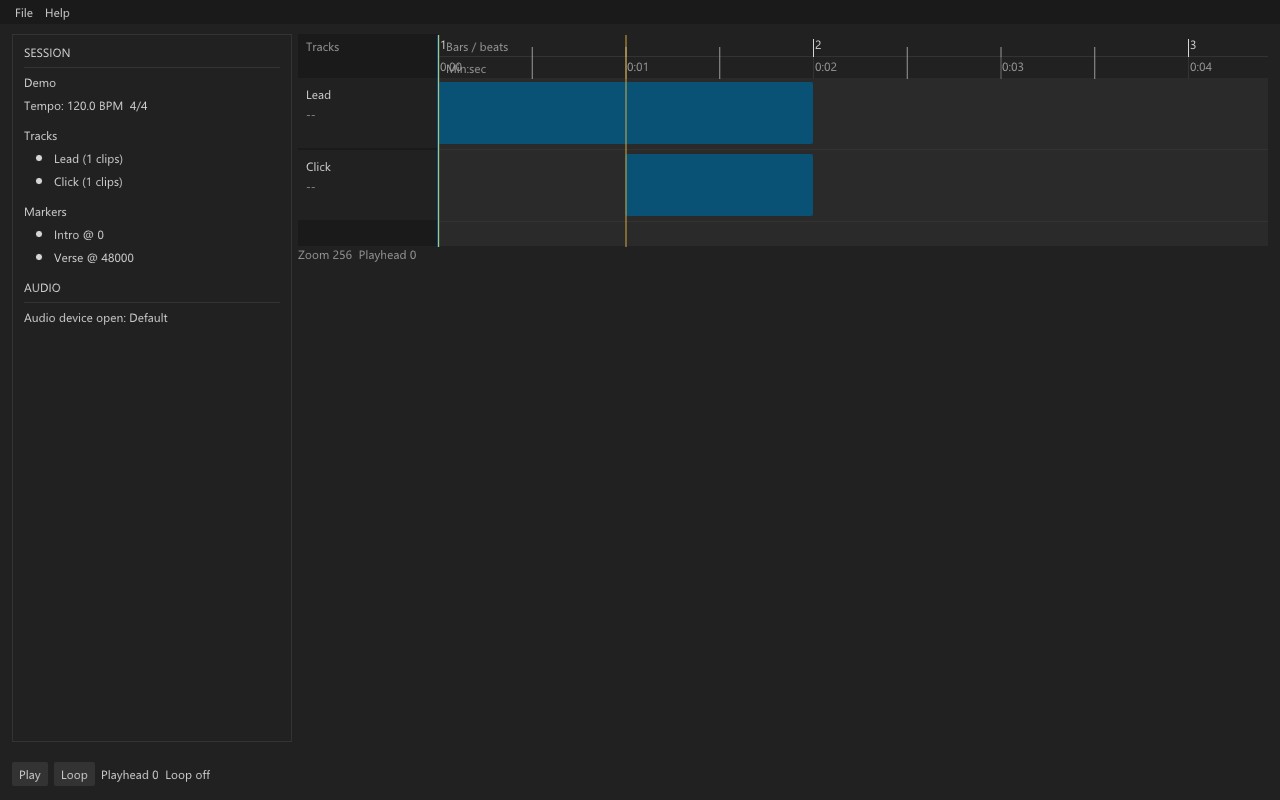 File Help
SESSION
Demo
Tempo: 120.0 BPM 4/4
Tracks
Lead (1 clips)
Click (1 clips)
Markers
Intro @ 0
Verse @ 48000
AUDIO
Audio device open: Default
Tracks
1 Bars / beats 2 3
0:00 Min:sec 0:01 0:02 0:03 0:04
Lead
--
Click
--
Zoom 256 Playhead 0
Play Loop Playhead 0 Loop off